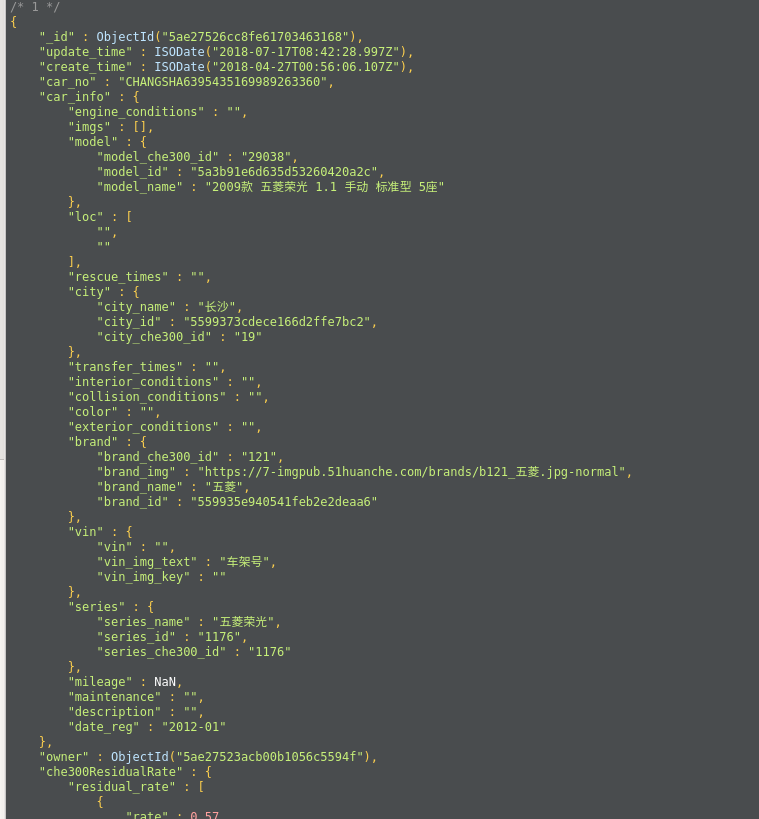 /* 1 */
{
"_id" : ObjectId("5ae27526cc8fe61703463168"),
"update_time" : ISODate("2018-07-17T08:42:28.997Z"),
"create_time" : ISODate("2018-04-27T00:56:06.107Z"),
"car_no" : "CHANGSHA6395435169989263360",
"car_info" : {
"engine_conditions" : "",
"imgs" : [],
"model" : {
"model_che300_id" : "29038",
"model_id" : "5a3b91e6d635d53260420a2c",
"model_name" : "2009款 五菱荣光 1.1 手动 标准型 5座"
},
"loc" : [
"",
""
],
"rescue_times" : "",
"city" : {
"city_name" : "长沙",
"city_id" : "5599373cdece166d2ffe7bc2",
"city_che300_id" : "19"
},
"transfer_times" : "",
"interior_conditions" : "",
"collision_conditions" : "",
"color" : "",
"exterior_conditions" : "",
"brand" : {
"brand_che300_id" : "121",
"brand_img" : "https://7-imgpub.51huanche.com/brands/b121_五菱.jpg-normal",
"brand_name" : "五菱",
"brand_id" : "559935e940541feb2e2deaa6"
},
"vin" : {
"vin" : "",
"vin_img_text" : "车架号",
"vin_img_key" : ""
},
"series" : {
"series_name" : "五菱荣光",
"series_id" : "1176",
"series_che300_id" : "1176"
},
"mileage" : NaN,
"maintenance" : "",
"description" : "",
"date_reg" : "2012-01"
},
"owner" : ObjectId("5ae27523acb00b1056c5594f"),
"che300ResidualRate" : {
"residual_rate" : [
{
"rate" : 0.57